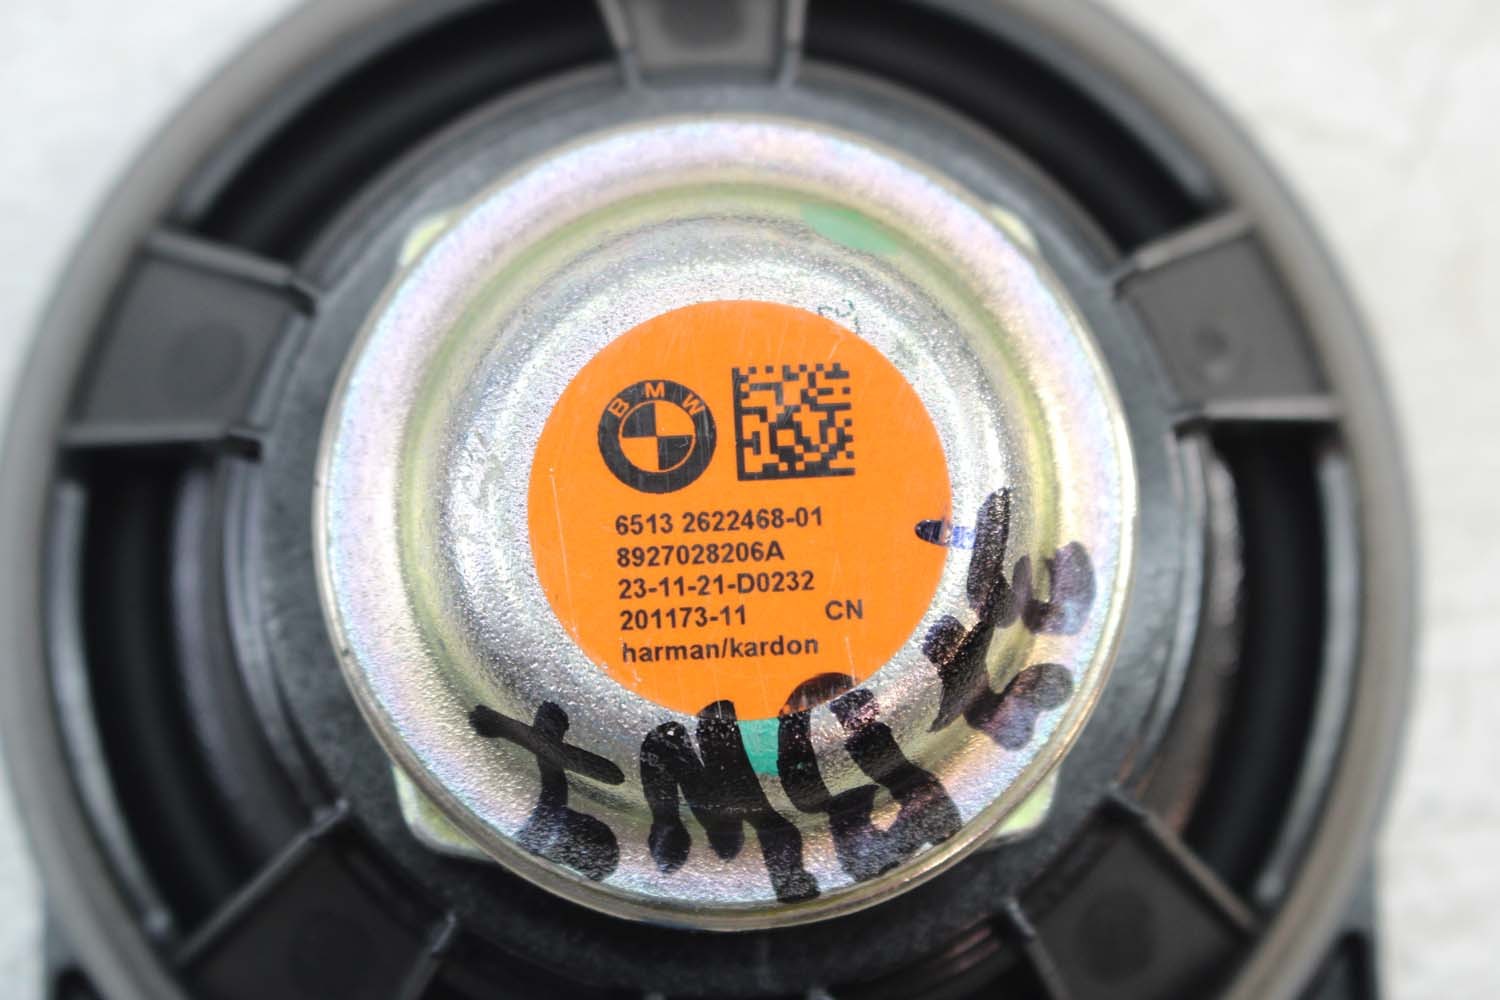 BMW
6513 2622468-01
8927028206A
23-11-21-D0232
201173-11 CN
harman/kardon